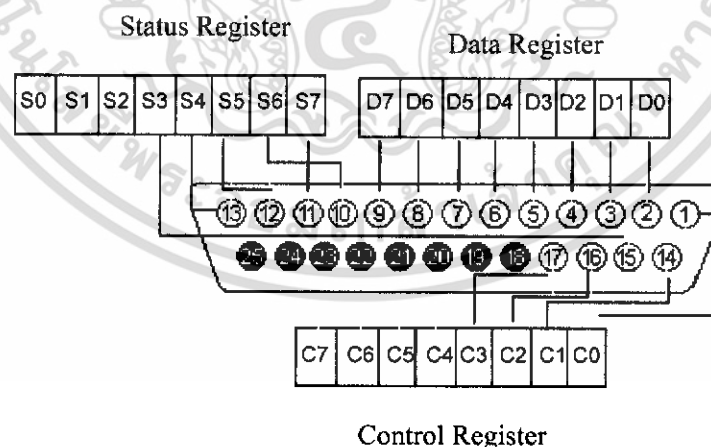 Status Register
Data Register
S0 S1 S2 S3 S4 S5 S6 S7
D7 D6 D5 D4 D3 D2 D1 D0
13 12 11 10 9 8 7 6 5 4 3 2 1
25 24 23 22 21 20 19 18 17 16 15 14
C7 C6 C5 C4 C3 C2 C1 C0
Control Register